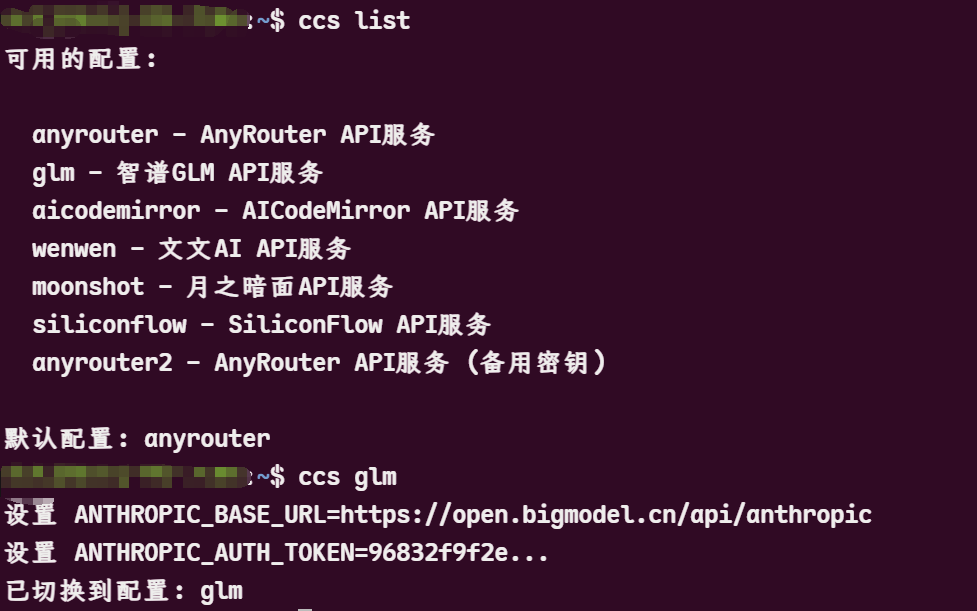 :~$ ccs list
可用的配置:
anyrouter - AnyRouter API服务
glm - 智谱GLM API服务
aicodemirror - AICodeMirror API服务
wenwen - 文文AI API服务
moonshot - 月之暗面API服务
siliconflow - SiliconFlow API服务
anyrouter2 - AnyRouter API服务 (备用密钥)
默认配置: anyrouter
:~$ ccs glm
设置 ANTHROPIC_BASE_URL=https://open.bigmodel.cn/api/anthropic
设置 ANTHROPIC_AUTH_TOKEN=96832f9f2e...
已切换到配置: glm